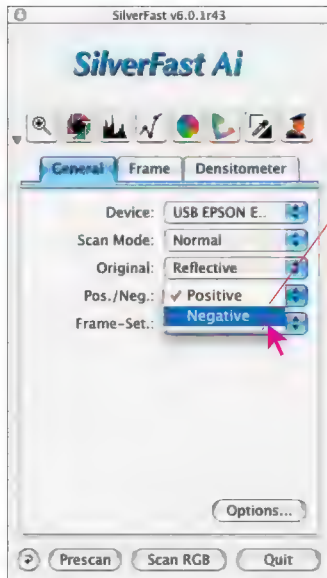 SilverFast v6.0.1r43
SilverFast Ai
General Frame Densitometer
Device: USB EPSON E..
Scan Mode: Normal
Original: Reflective
Pos./Neg.: ✓ Positive
Negative
Frame-Set.:
Options...
Prescan Scan RGB Quit